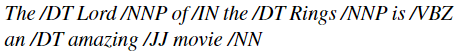 The /DT Lord /NNP of /IN the /DT Rings /NNP is /VBZ
an /DT amazing /JJ movie /NN